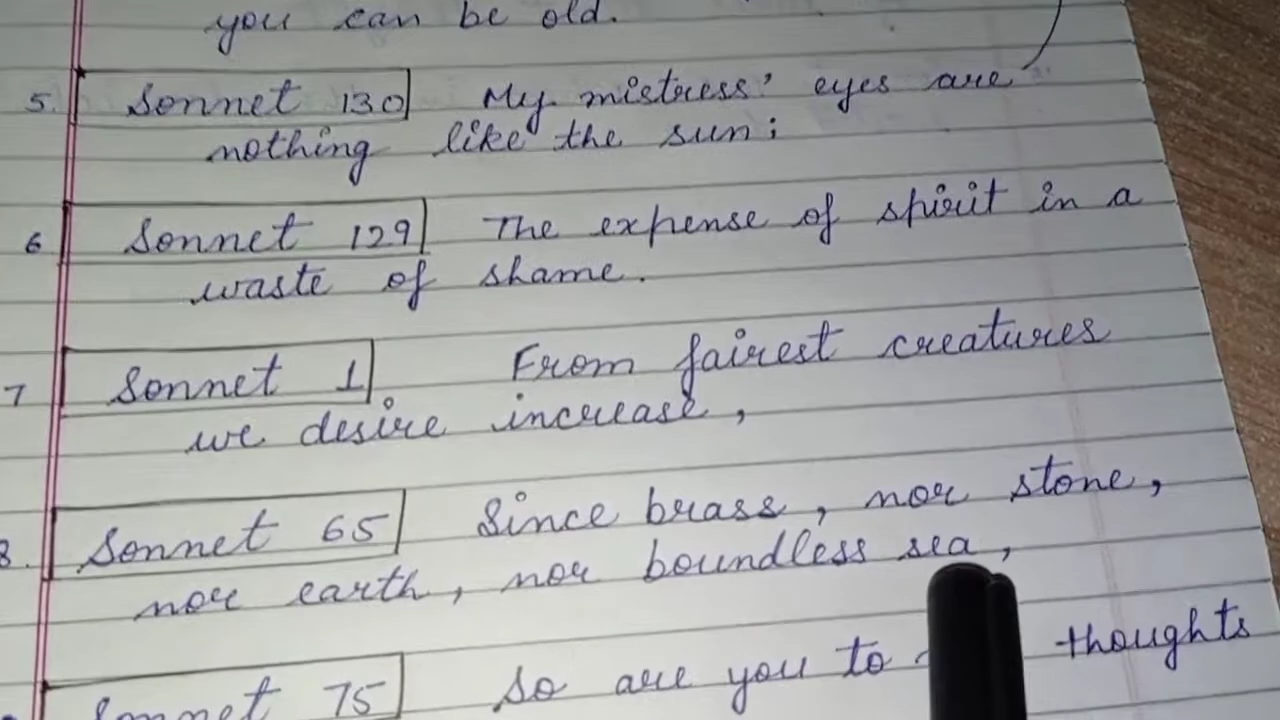 you can be old.
5. Sonnet 130 My mistress' eyes are
nothing like the sun;
6 Sonnet 129 The expense of spirit in a
waste of shame.
7 Sonnet 1 From fairest creatures
we desire increase,
8. Sonnet 65 Since brass, nor stone,
nor earth, nor boundless sea,
Sonnet 75 So are you to thoughts